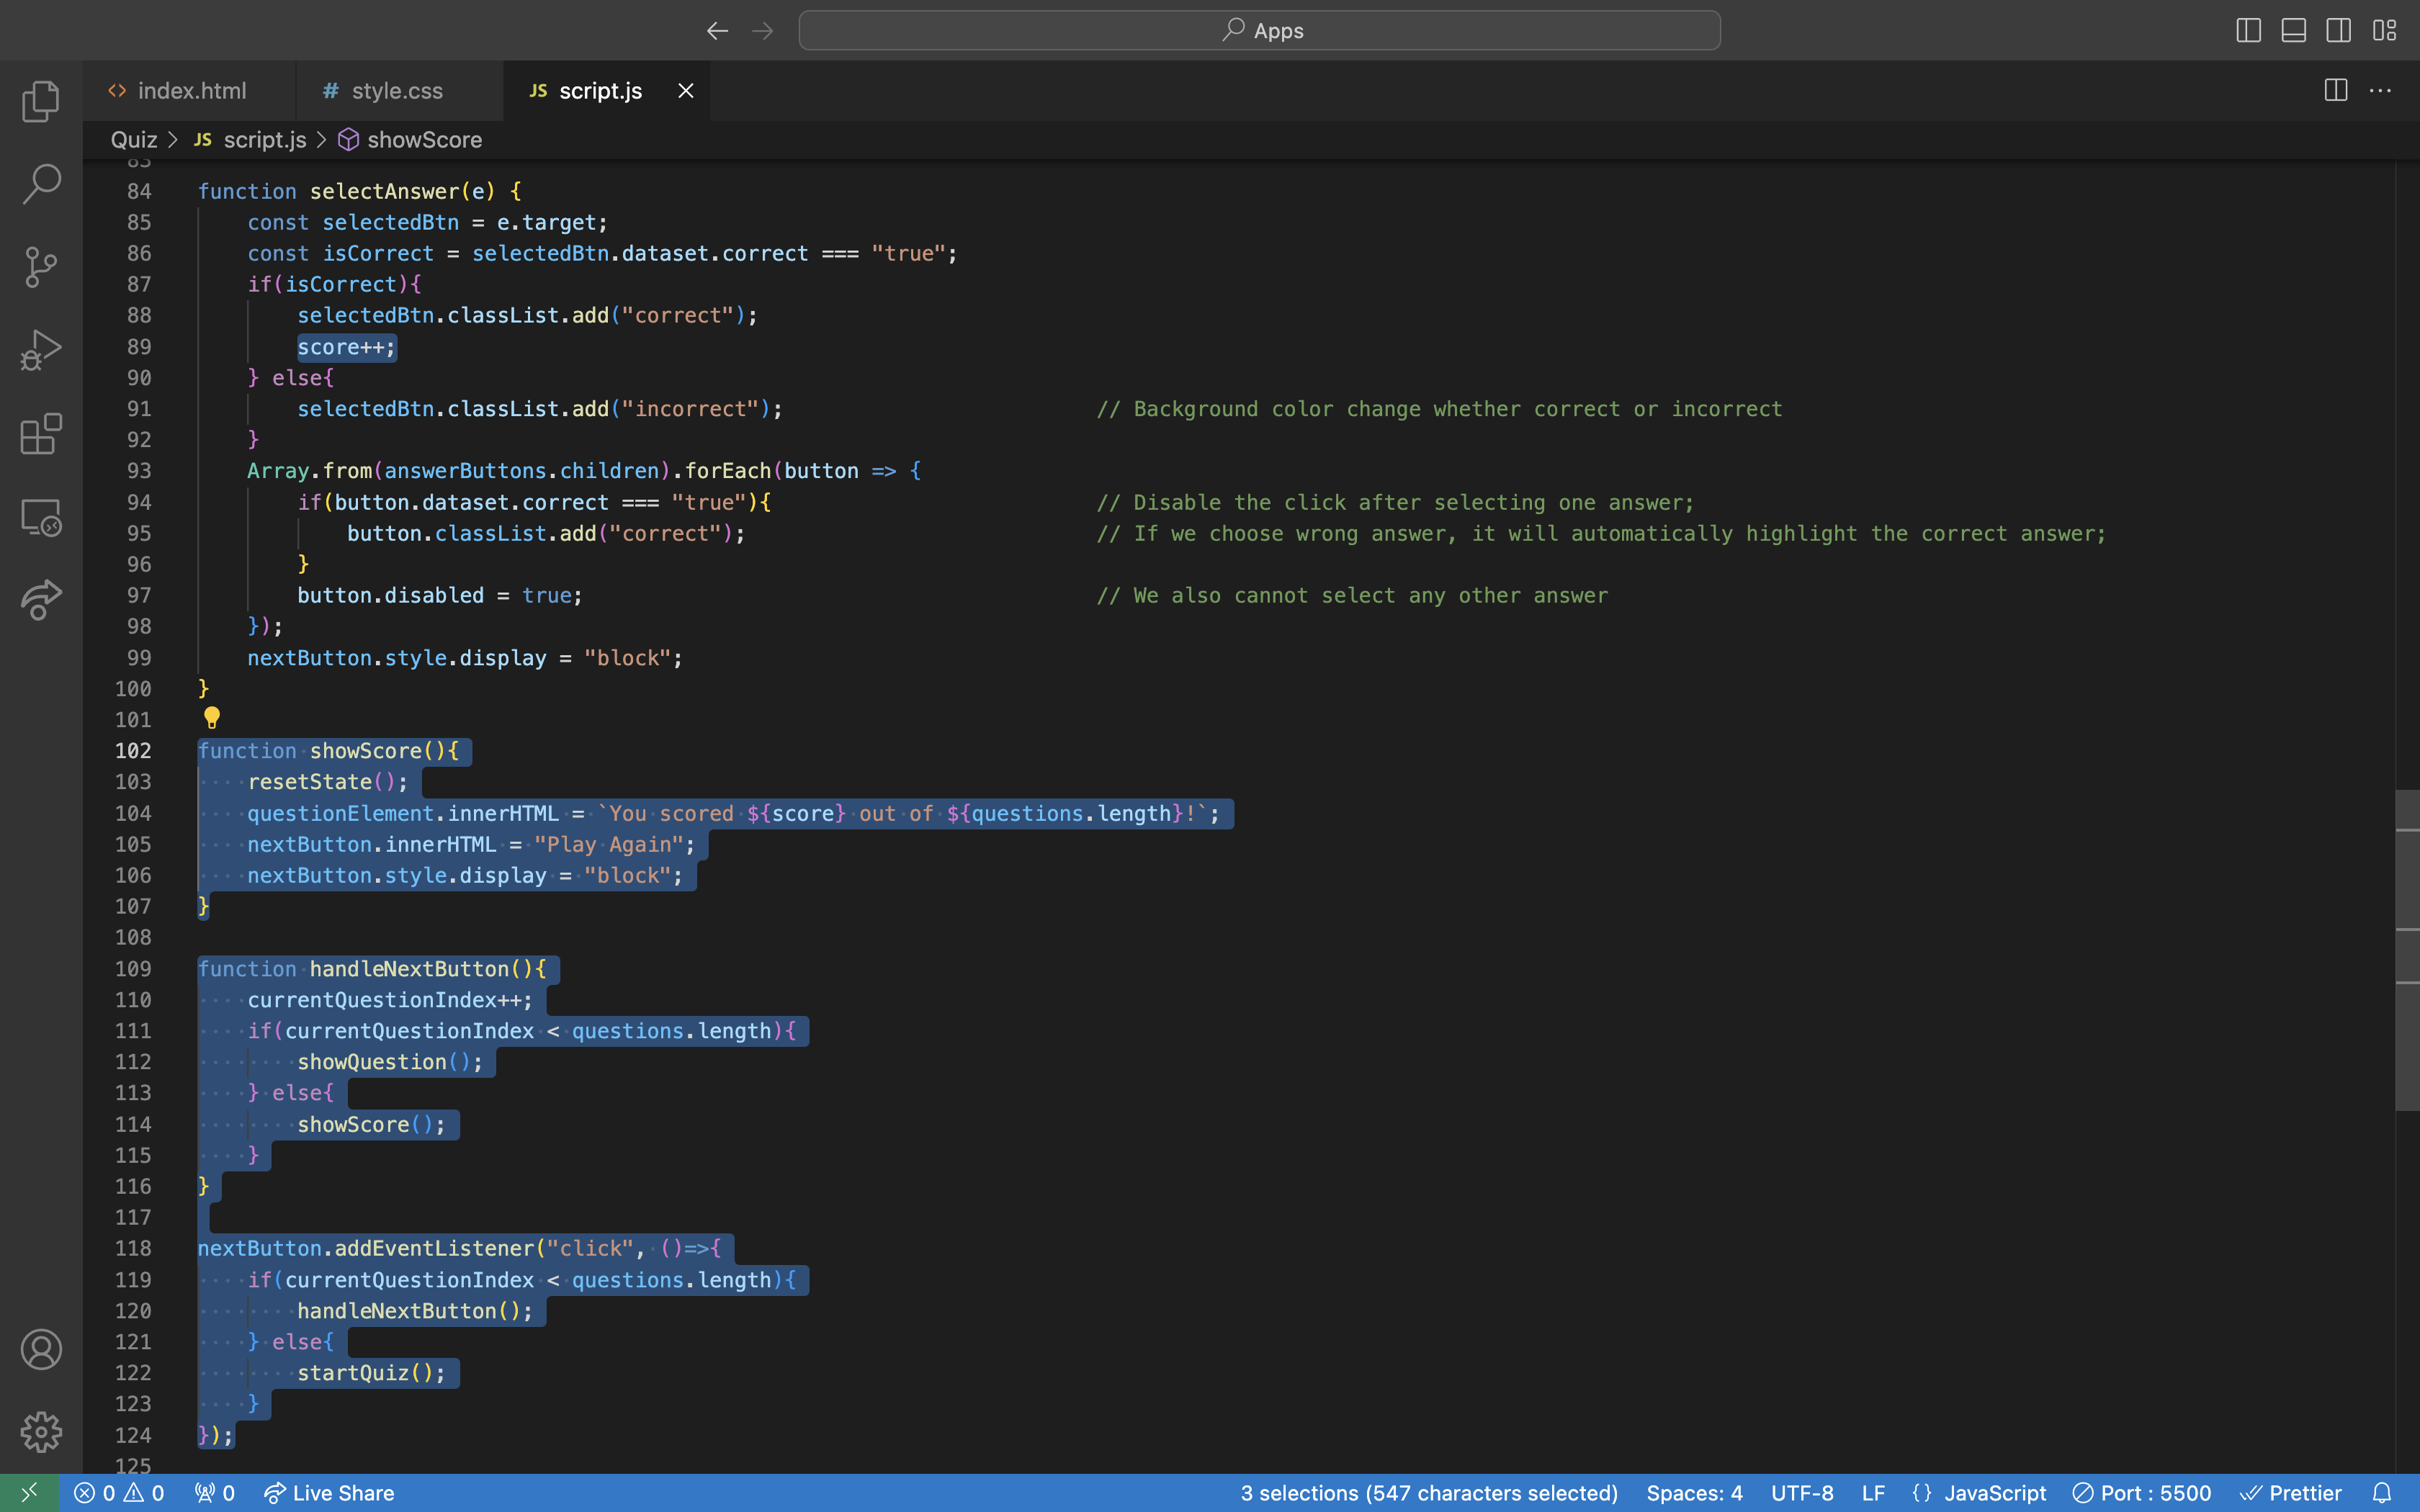 Apps
index.html
# style.css
JS script.js
Quiz > JS script.js > showScore
83
84 function selectAnswer(e) {
85 const selectedBtn = e.target;
86 const isCorrect = selectedBtn.dataset.correct === "true";
87 if(isCorrect){
88 selectedBtn.classList.add("correct");
89 score++;
90 } else{
91 selectedBtn.classList.add("incorrect"); // Background color change whether correct or incorrect
92 }
93 Array.from(answerButtons.children).forEach(button => {
94 if(button.dataset.correct === "true"){ // Disable the click after selecting one answer;
95 button.classList.add("correct"); // If we choose wrong answer, it will automatically highlight the correct answer;
96 }
97 button.disabled = true; // We also cannot select any other answer
98 });
99 nextButton.style.display = "block";
100 }
101
102 function showScore(){
103 resetState();
104 questionElement.innerHTML = `You scored ${score} out of ${questions.length}!`;
105 nextButton.innerHTML = "Play Again";
106 nextButton.style.display = "block";
107 }
108
109 function handleNextButton(){
110 currentQuestionIndex++;
111 if(currentQuestionIndex < questions.length){
112 showQuestion();
113 } else{
114 showScore();
115 }
116 }
117
118 nextButton.addEventListener("click", ()=>{
119 if(currentQuestionIndex < questions.length){
120 handleNextButton();
121 } else{
122 startQuiz();
123 }
124 });
125
0 0 0 Live Share 3 selections (547 characters selected) Spaces: 4 UTF-8 LF {} JavaScript Port : 5500 Prettier